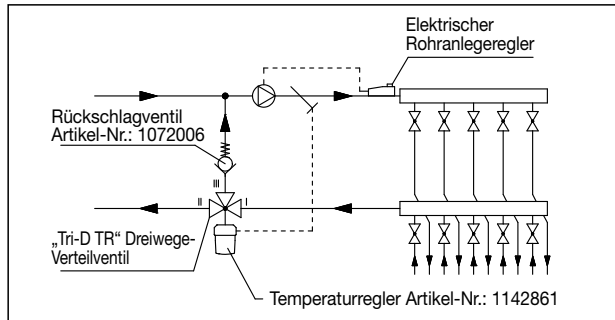 Elektrischer
Rohranlegeregler
Rückschlagventil
Artikel-Nr.: 1072006
III
II
I
„Tri-D TR“ Dreiwege-
Verteilventil
Temperaturregler Artikel-Nr.: 1142861